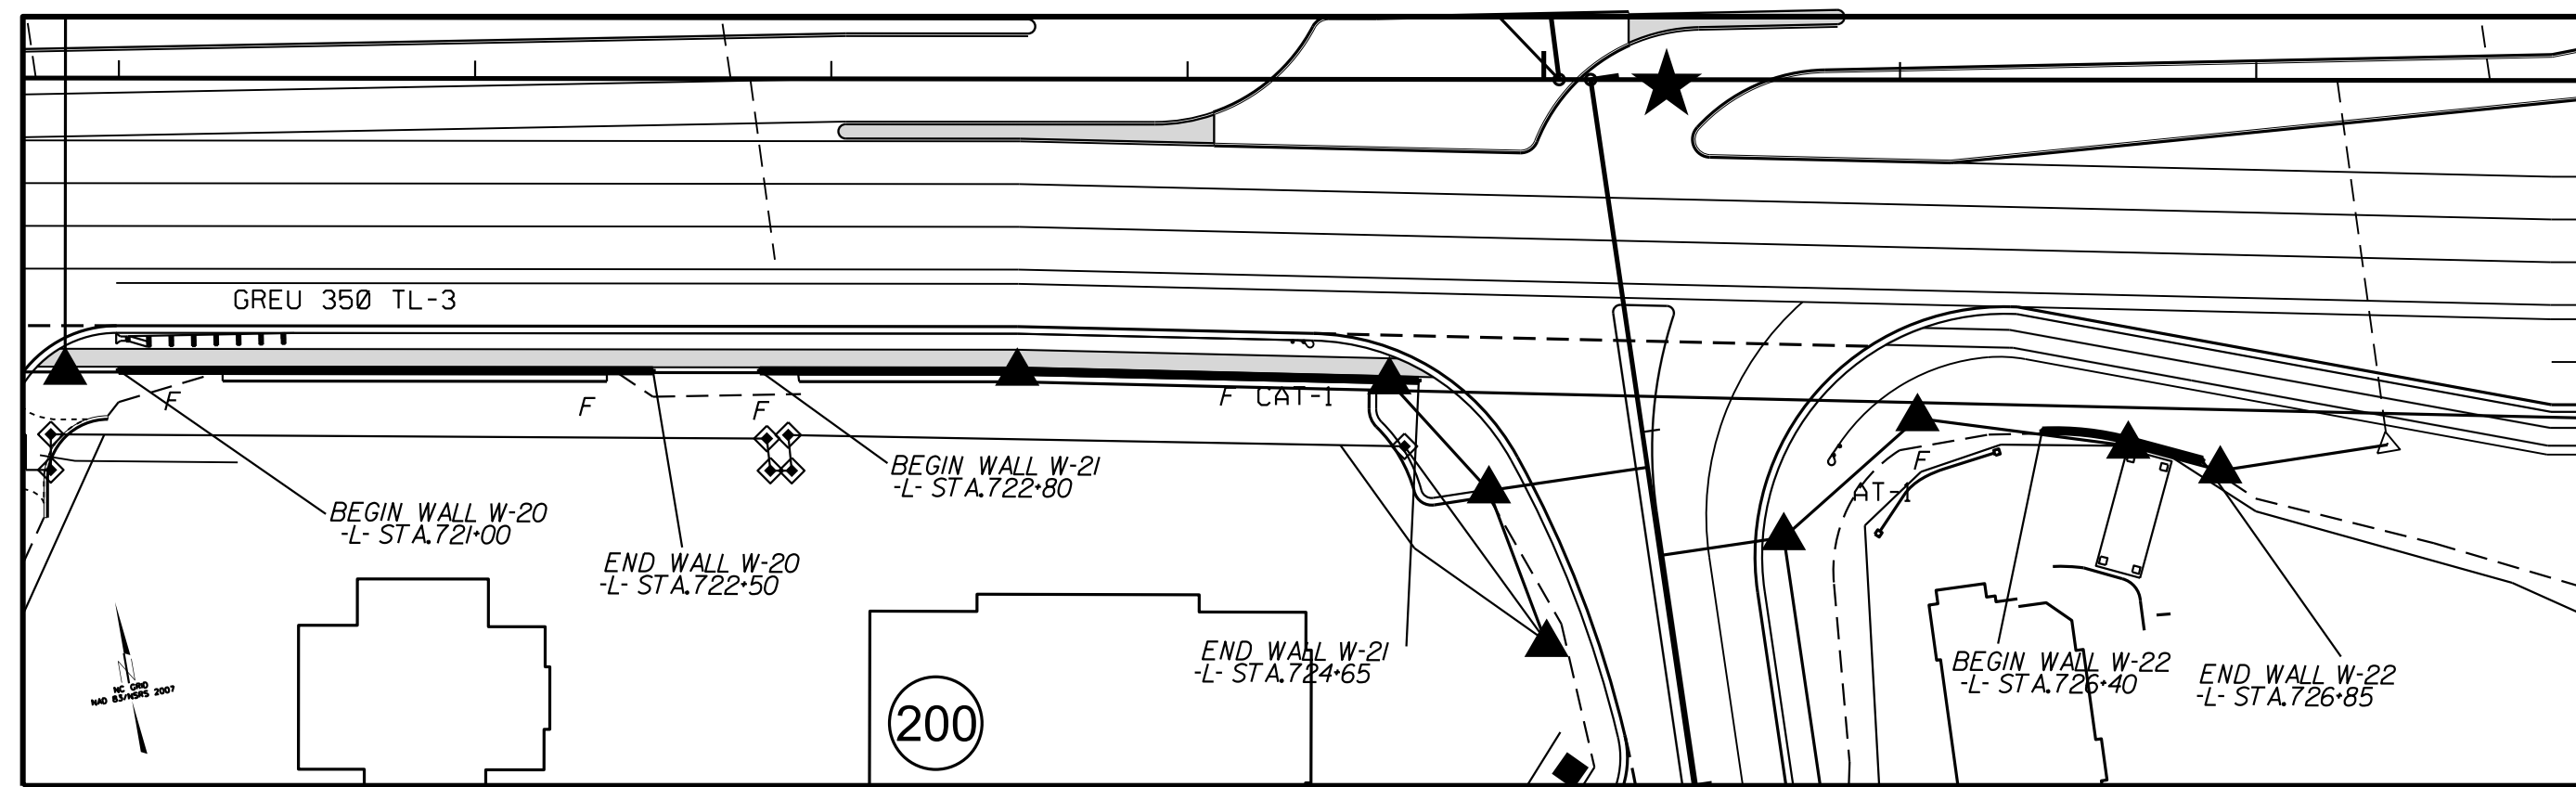 GREU 350 TL-3
F
F
F
F CAT-1
F
AT-1
BEGIN WALL W-21
-L- STA.722+80
BEGIN WALL W-20
-L- STA.721+00
END WALL W-20
-L- STA.722+50
END WALL W-21
-L- STA.724+65
BEGIN WALL W-22
-L- STA.726+40
END WALL W-22
-L- STA.726+85
N
NC GRID
NAD 83/NSRS 2007
200